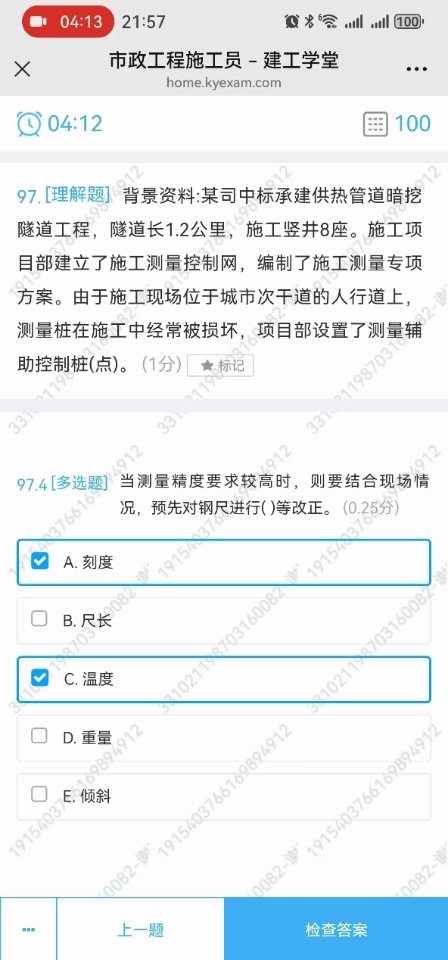 04:13 21:57 6 100
市政工程施工员 - 建工学堂
home.kyexam.com
04:12 100
97. [理解题] 背景资料:某司中标承建供热管道暗挖
隧道工程，隧道长1.2公里，施工竖井8座。施工项
目部建立了施工测量控制网，编制了施工测量专项
方案。由于施工现场位于城市次干道的人行道上，
测量桩在施工中经常被损坏，项目部设置了测量辅
助控制桩(点)。 (1分) ★ 标记
97.4 [多选题] 当测量精度要求较高时，则要结合现场情
况，预先对钢尺进行( )等改正。 (0.25分)
A. 刻度
B. 尺长
C. 温度
D. 重量
E. 倾斜
上一题 检查答案